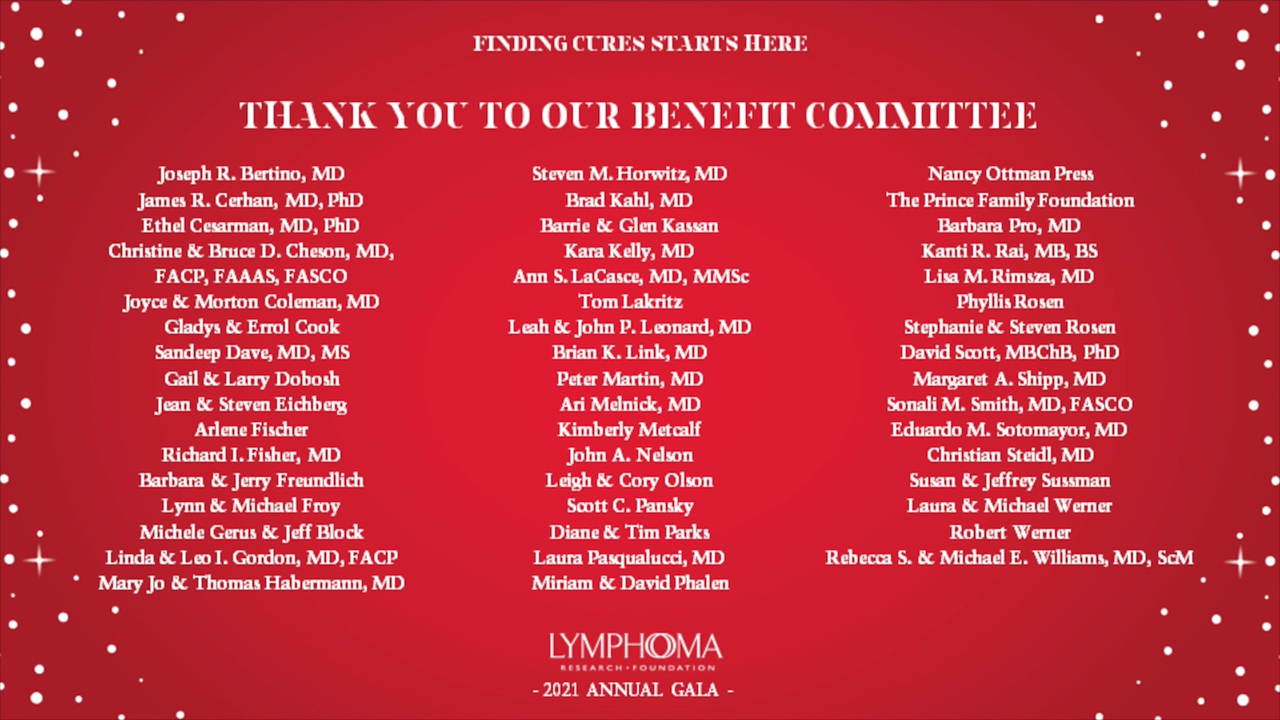 FINDING CURES STARTS HERE
THANK YOU TO OUR BENEFIT COMMITTEE
Joseph R. Bertino, MD
James R. Cerhan, MD, PhD
Ethel Cesarman, MD, PhD
Christine & Bruce D. Cheson, MD,
FACP, FAAAS, FASCO
Joyce & Morton Coleman, MD
Gladys & Errol Cook
Sandeep Dave, MD, MS
Gail & Larry Dobosh
Jean & Steven Eichberg
Arlene Fischer
Richard I. Fisher, MD
Barbara & Jerry Freundlich
Lynn & Michael Froy
Michele Gerus & Jeff Block
Linda & Leo I. Gordon, MD, FACP
Mary Jo & Thomas Habermann, MD
Steven M. Horwitz, MD
Brad Kahl, MD
Barrie & Glen Kassan
Kara Kelly, MD
Ann S. LaCasce, MD, MMSc
Tom Lakritz
Leah & John P. Leonard, MD
Brian K. Link, MD
Peter Martin, MD
Ari Melnick, MD
Kimberly Metcalf
John A. Nelson
Leigh & Cory Olson
Scott C. Pansky
Diane & Tim Parks
Laura Pasqualucci, MD
Miriam & David Phalen
Nancy Ottman Press
The Prince Family Foundation
Barbara Pro, MD
Kanti R. Rai, MB, BS
Lisa M. Rimsza, MD
Phyllis Rosen
Stephanie & Steven Rosen
David Scott, MBChB, PhD
Margaret A. Shipp, MD
Sonali M. Smith, MD, FASCO
Eduardo M. Sotomayor, MD
Christian Steidl, MD
Susan & Jeffrey Sussman
Laura & Michael Werner
Robert Werner
Rebecca S. & Michael E. Williams, MD, ScM
LYMPHOMA
RESEARCH • FOUNDATION
- 2021 ANNUAL GALA -